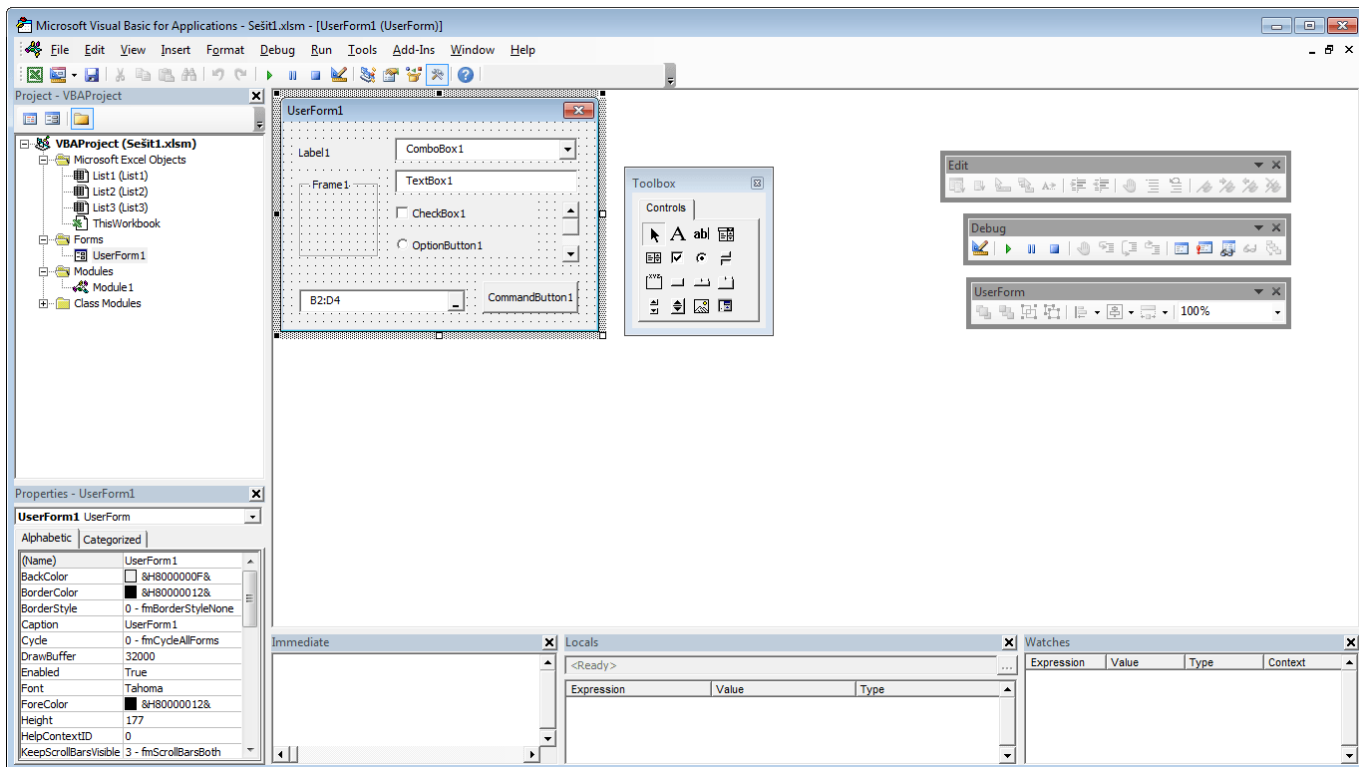 Microsoft Visual Basic for Applications - Sešit1.xlsm - [UserForm1 (UserForm)]
File Edit View Insert Format Debug Run Tools Add-Ins Window Help
Project - VBAProject
VBAProject (Sešit1.xlsm)
Microsoft Excel Objects
List1 (List1)
List2 (List2)
List3 (List3)
ThisWorkbook
Forms
UserForm1
Modules
Module1
Class Modules
UserForm1
Label1
ComboBox1
Frame1
TextBox1
CheckBox1
OptionButton1
B2:D4
CommandButton1
Toolbox
Controls
A ab|
XYZ
Edit
Debug
UserForm
100%
Properties - UserForm1
UserForm1 UserForm
Alphabetic Categorized
(Name) UserForm1
BackColor &H8000000F&
BorderColor &H80000012&
BorderStyle 0 - fmBorderStyleNone
Caption UserForm1
Cycle 0 - fmCycleAllForms
DrawBuffer 32000
Enabled True
Font Tahoma
ForeColor &H80000012&
Height 177
HelpContextID 0
KeepScrollBarsVisible 3 - fmScrollBarsBoth
Immediate
Locals
<Ready>
...
Expression Value Type
Watches
Expression Value Type Context